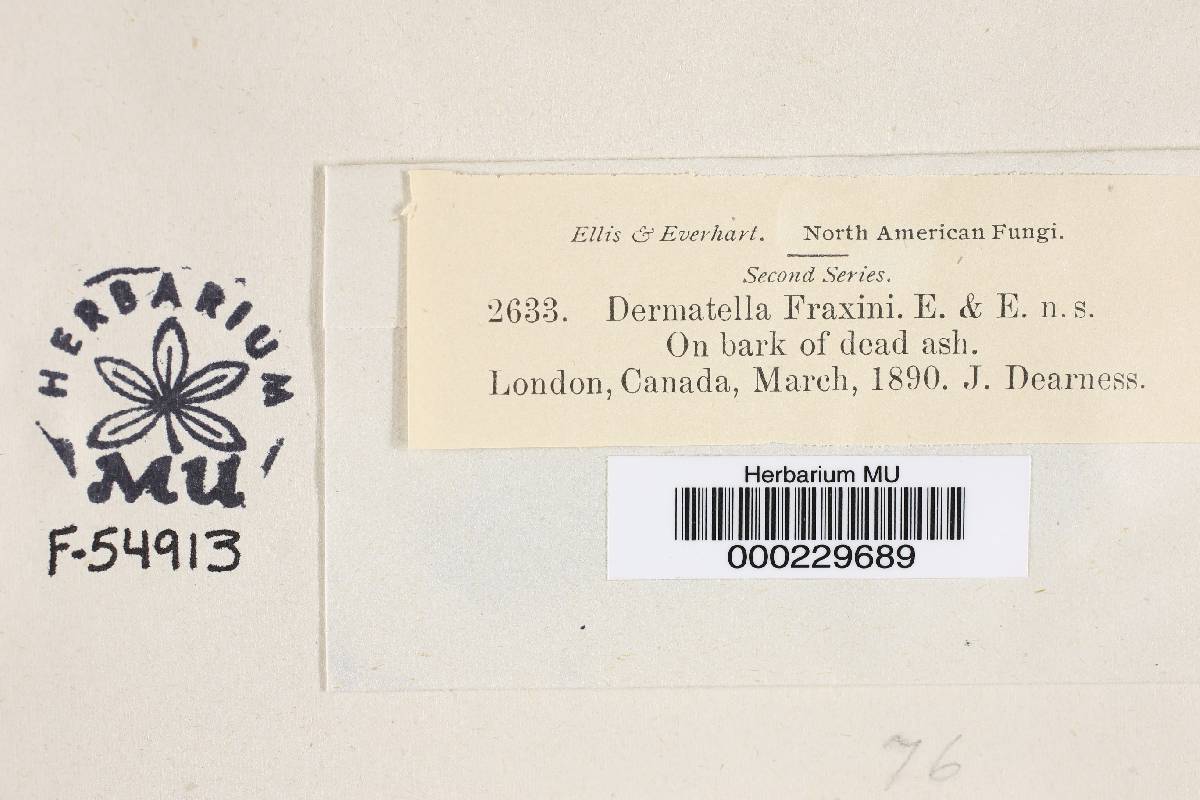 Ellis & Everhart. North American Fungi.
Second Series.
2633. Dermatella Fraxini. E. & E. n. s.
On bark of dead ash.
London, Canada, March, 1890. J. Dearness.
HERBARIUM
MU
F-54913
Herbarium MU
000229689
76